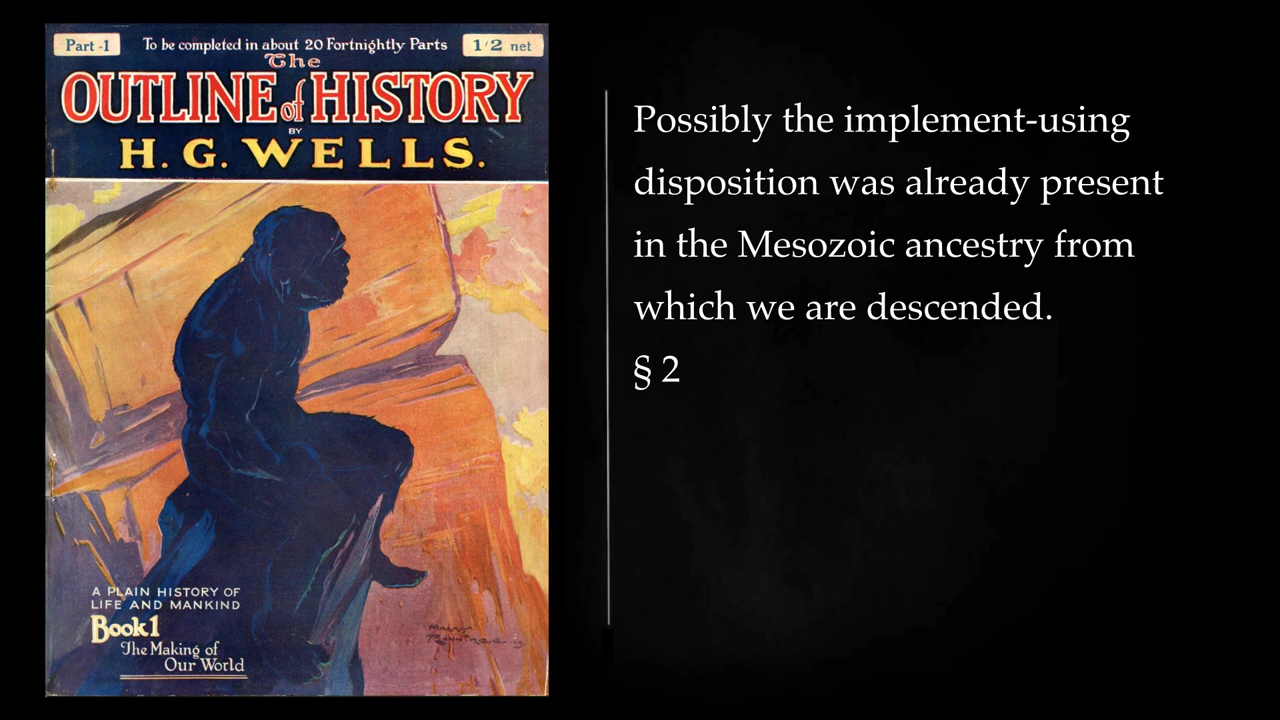 Part -1
To be completed in about 20 Fortnightly Parts
1/2 net
The
OUTLINE of HISTORY
BY
H. G. WELLS.
A PLAIN HISTORY OF
LIFE AND MANKIND
Book 1
The Making of
Our World
Possibly the implement-using
disposition was already present
in the Mesozoic ancestry from
which we are descended.
§ 2